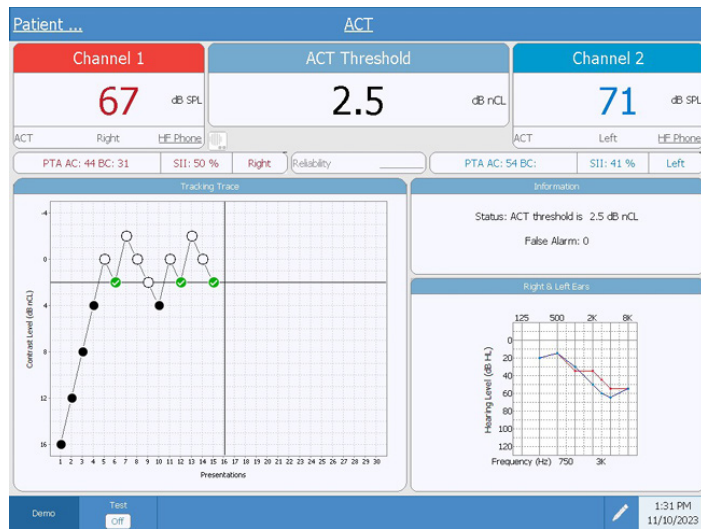 Patient ...
ACT
Channel 1
ACT Threshold
Channel 2
67 dB SPL
2.5 dB nCL
71 dB SPL
ACT Right HF Phone
ACT Left HF Phone
PTA AC: 44 BC: 31 SII: 50 % Right
Reliability
PTA AC: 54 BC: SII: 41 % Left
Tracking Trace
-4
0
4
8
12
16
Contrast Level (dB nCL)
1 2 3 4 5 6 7 8 9 10 11 12 13 14 15 16 17 18 19 20 21 22 23 24 25 26 27 28 29 30
Presentations
Information
Status: ACT threshold is 2.5 dB nCL
False Alarm: 0
Right & Left Ears
125 500 2K 8K
0
20
40
60
80
100
120
Hearing Level (dB HL)
Frequency (Hz) 750 3K
Demo
Test
Off
1:31 PM
11/10/2023